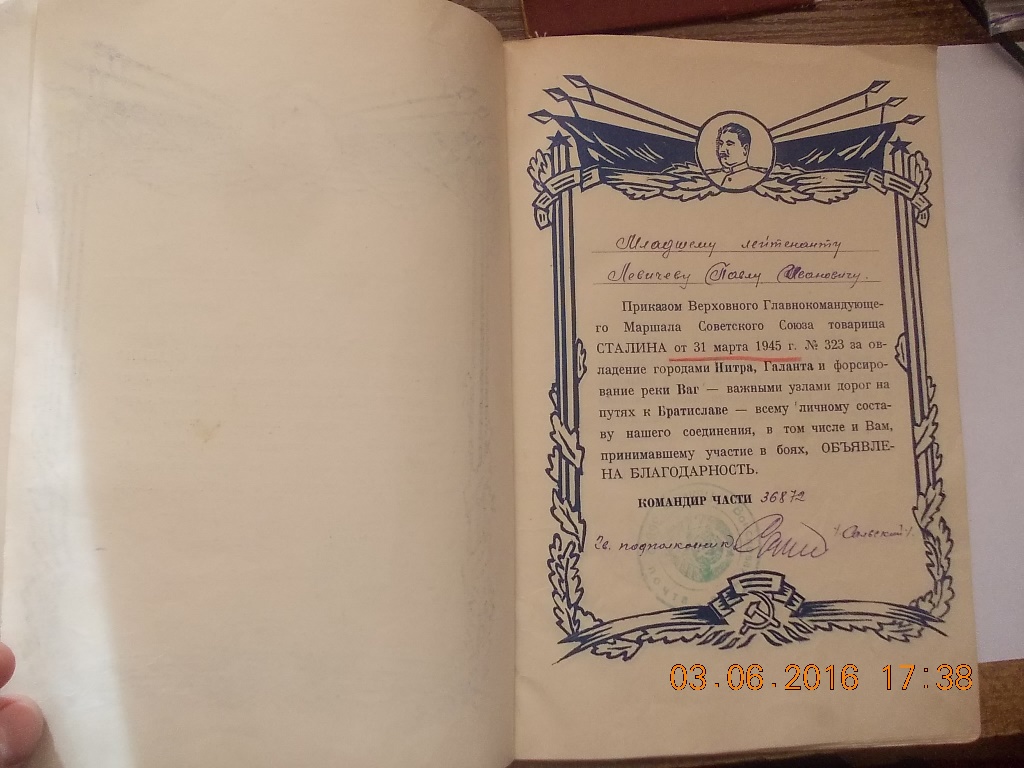 Младшему лейтенанту
Левичеву Павлу Ивановичу.
Приказом Верховного Главнокомандующе-
го Маршала Советского Союза товарища
СТАЛИНА от 31 марта 1945 г. № 323 за ов-
ладение городами Нитра, Галанта и форсиро-
вание реки Ваг — важными узлами дорог на
путях к Братиславе — всему личному соста-
ву нашего соединения, в том числе и Вам,
принимавшему участие в боях, ОБЪЯВЛЕ-
НА БЛАГОДАРНОСТЬ.
КОМАНДИР ЧАСТИ 36872
Гв. подполковник /Сальский/.
03.06.2016 17:38